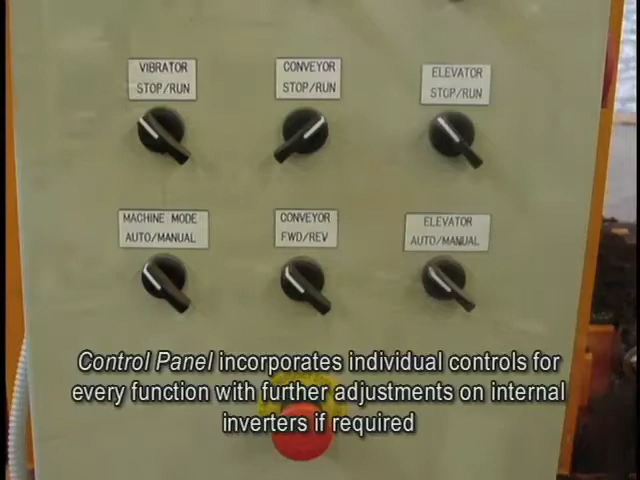 VIBRATOR
STOP/RUN
CONVEYOR
STOP/RUN
ELEVATOR
STOP/RUN
MACHINE MODE
AUTO/MANUAL
CONVEYOR
FWD/REV
ELEVATOR
AUTO/MANUAL
Control Panel incorporates individual controls for
every function with further adjustments on internal
inverters if required